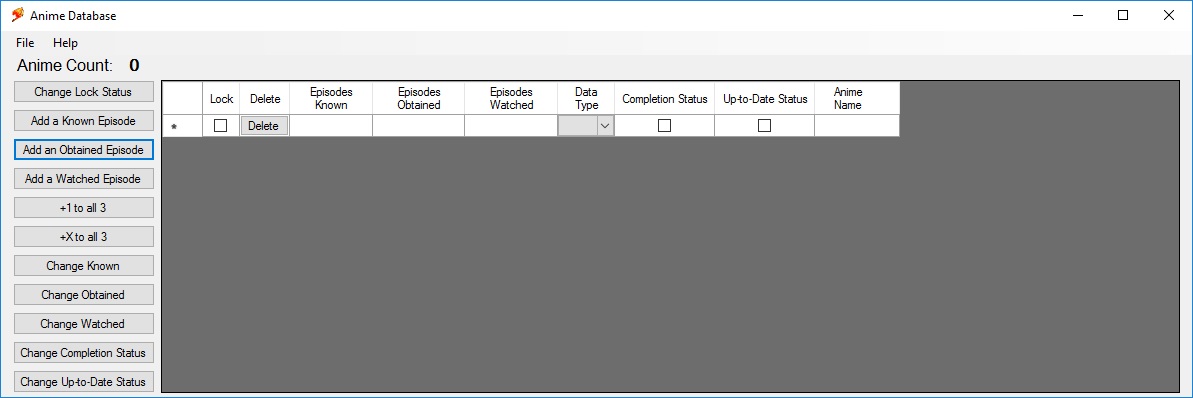 Anime Database
File Help
Anime Count: 0
Change Lock Status
Add a Known Episode
Add an Obtained Episode
Add a Watched Episode
+1 to all 3
+X to all 3
Change Known
Change Obtained
Change Watched
Change Completion Status
Change Up-to-Date Status
Lock Delete Episodes Known Episodes Obtained Episodes Watched Data Type Completion Status Up-to-Date Status Anime Name
* Delete